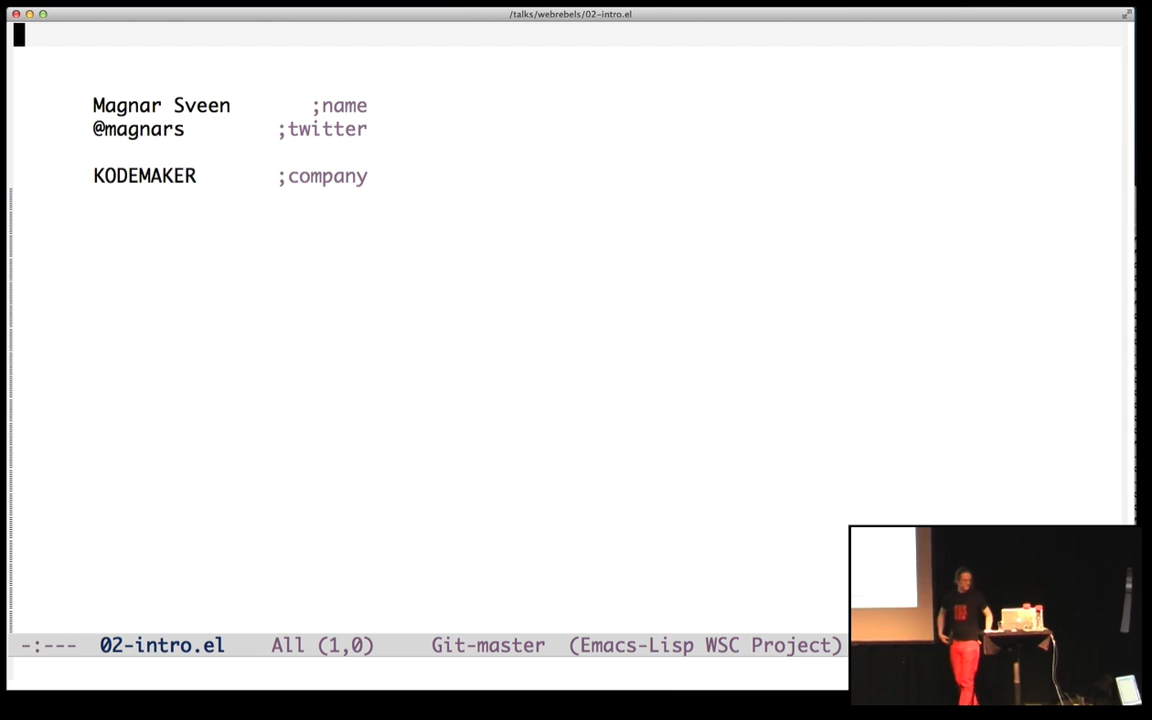 /talks/webrebels/02-intro.el
Magnar Sveen ;name
@magnars ;twitter
KODEMAKER ;company
-:--- 02-intro.el All (1,0) Git-master (Emacs-Lisp WSC Project)